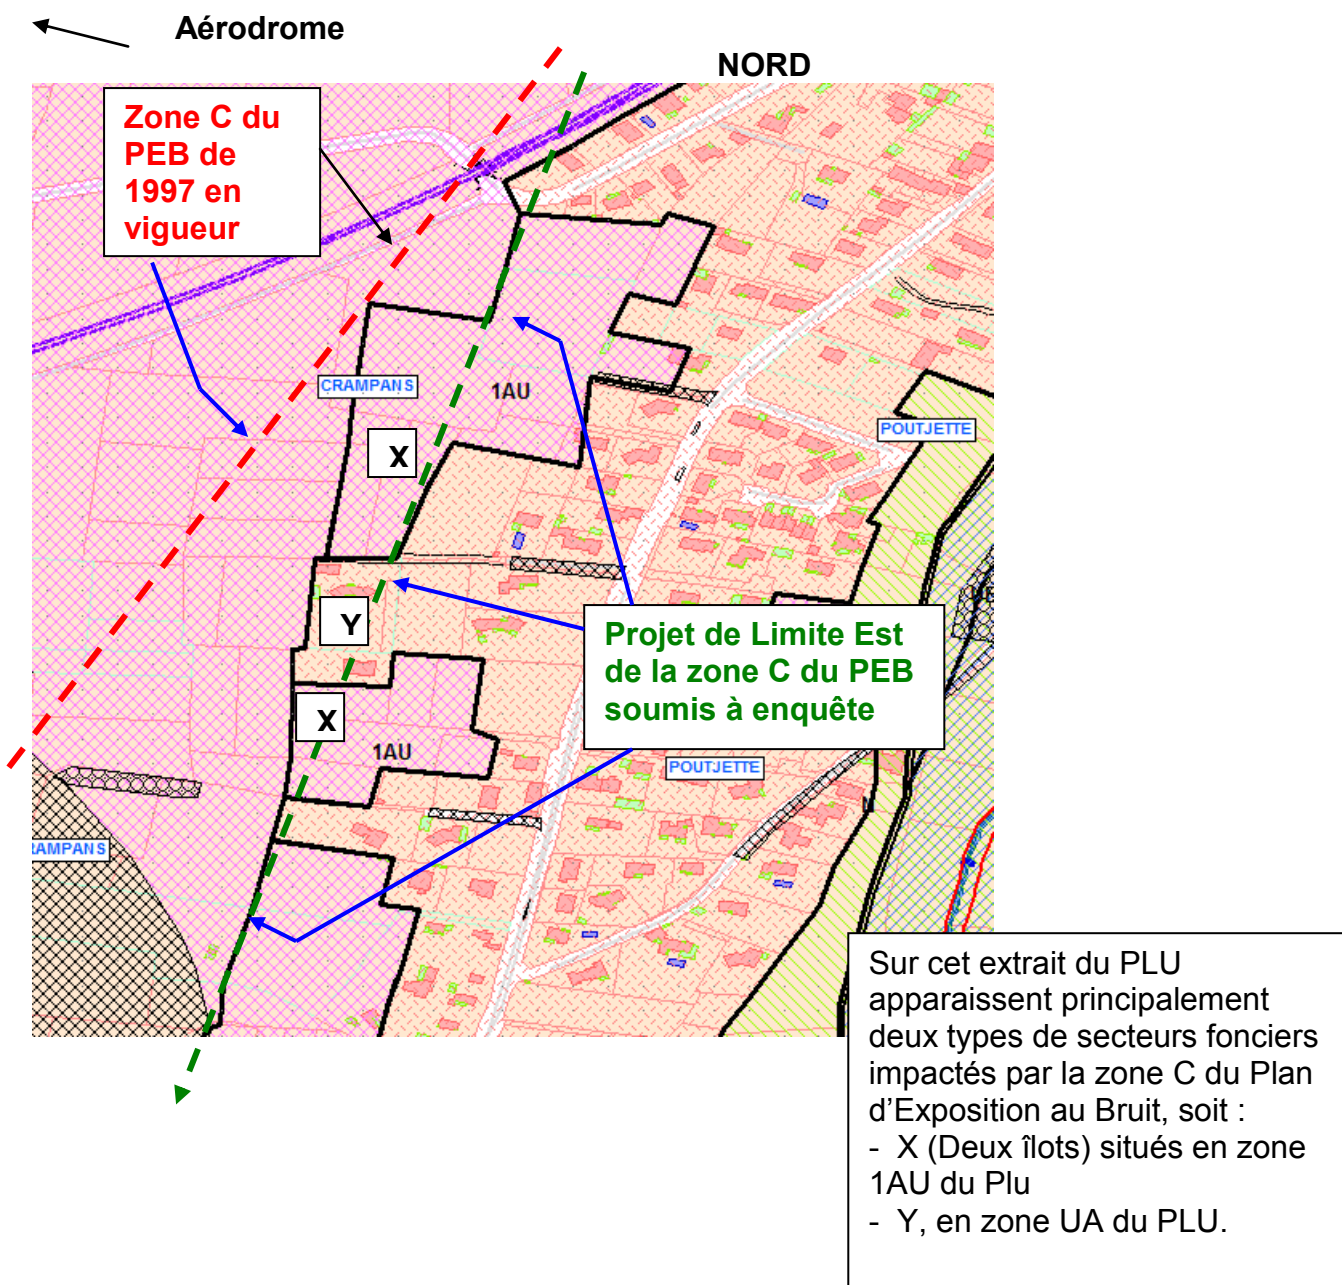 Aérodrome
NORD
Zone C du
PEB de
1997 en
vigueur
CRAMPANS
1AU
X
POUTJETTE
Y
Projet de Limite Est
de la zone C du PEB
soumis à enquête
X
1AU
POUTJETTE
N
RAMPANS
Sur cet extrait du PLU
apparaissent principalement
deux types de secteurs fonciers
impactés par la zone C du Plan
d’Exposition au Bruit, soit :
- X (Deux îlots) situés en zone
1AU du Plu
- Y, en zone UA du PLU.